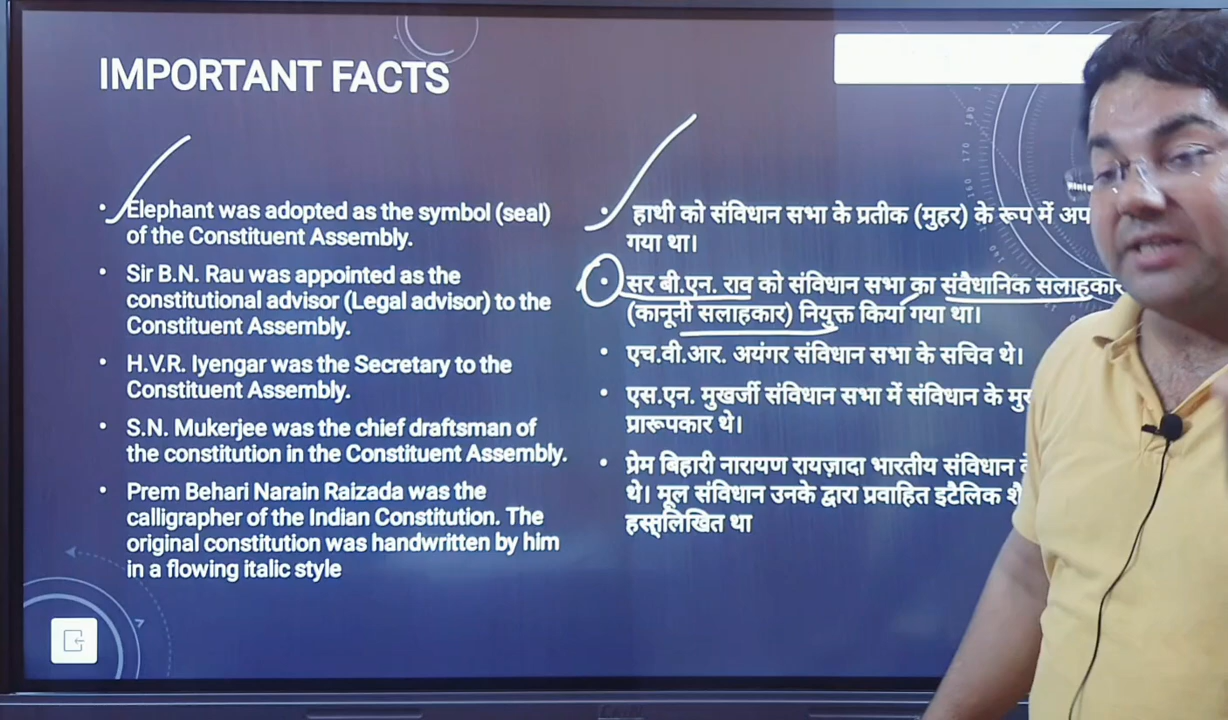 IMPORTANT FACTS
• Elephant was adopted as the symbol (seal)
of the Constituent Assembly.
• Sir B.N. Rau was appointed as the
constitutional advisor (Legal advisor) to the
Constituent Assembly.
• H.V.R. Iyengar was the Secretary to the
Constituent Assembly.
• S.N. Mukerjee was the chief draftsman of
the constitution in the Constituent Assembly.
• Prem Behari Narain Raizada was the
calligrapher of the Indian Constitution. The
original constitution was handwritten by him
in a flowing italic style
• हाथी को संविधान सभा के प्रतीक (मुहर) के रूप में
गया था।
• सर बी.एन. राव को संविधान सभा का संवैधानिक सलाहकार
(कानूनी सलाहकार) नियुक्त किया गया था।
• एच.वी.आर. अयंगर संविधान सभा के सचिव थे।
• एस.एन. मुखर्जी संविधान सभा में संविधान के
प्रारूपकार थे।
• प्रेम बिहारी नारायण रायज़ादा भारतीय संविधान
थे। मूल संविधान उनके द्वारा प्रवाहित इटैलिक
हस्तलिखित था
170
160
190